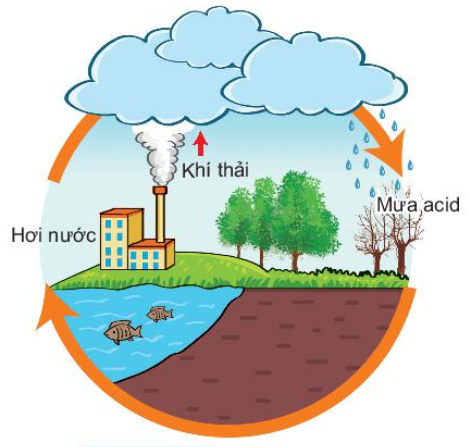 Khí thải
Mưa acid
Hơi nước